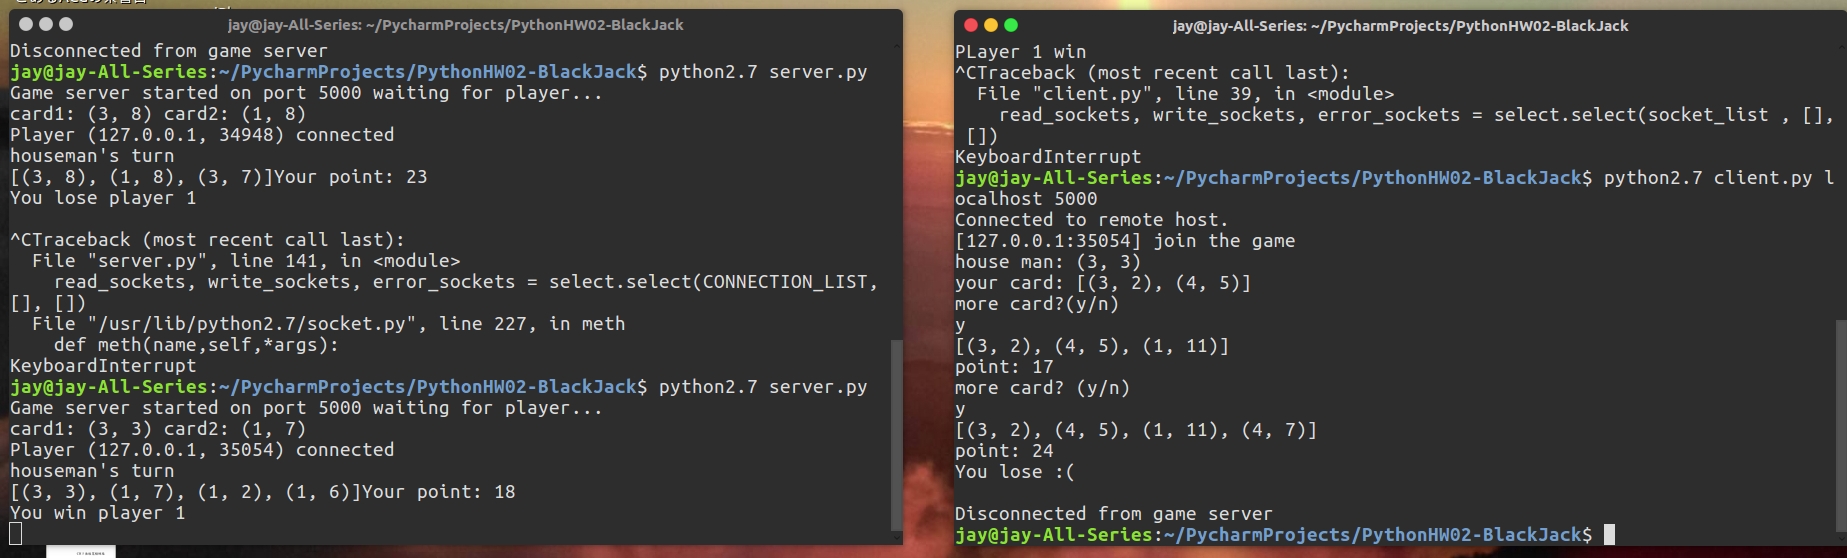 jay@jay-All-Series: ~/PycharmProjects/PythonHW02-BlackJack
Disconnected from game server
jay@jay-All-Series:~/PycharmProjects/PythonHW02-BlackJack$ python2.7 server.py
Game server started on port 5000 waiting for player...
card1: (3, 8) card2: (1, 8)
Player (127.0.0.1, 34948) connected
houseman's turn
[(3, 8), (1, 8), (3, 7)]Your point: 23
You lose player 1
^CTraceback (most recent call last):
  File "server.py", line 141, in <module>
    read_sockets, write_sockets, error_sockets = select.select(CONNECTION_LIST,
[], [])
  File "/usr/lib/python2.7/socket.py", line 227, in meth
    def meth(name,self,*args):
KeyboardInterrupt
jay@jay-All-Series:~/PycharmProjects/PythonHW02-BlackJack$ python2.7 server.py
Game server started on port 5000 waiting for player...
card1: (3, 3) card2: (1, 7)
Player (127.0.0.1, 35054) connected
houseman's turn
[(3, 3), (1, 7), (1, 2), (1, 6)]Your point: 18
You win player 1
jay@jay-All-Series: ~/PycharmProjects/PythonHW02-BlackJack
PLayer 1 win
^CTraceback (most recent call last):
  File "client.py", line 39, in <module>
    read_sockets, write_sockets, error_sockets = select.select(socket_list , [],
 [])
KeyboardInterrupt
jay@jay-All-Series:~/PycharmProjects/PythonHW02-BlackJack$ python2.7 client.py l
ocalhost 5000
Connected to remote host.
[127.0.0.1:35054] join the game
house man: (3, 3)
your card: [(3, 2), (4, 5)]
more card?(y/n)
y
[(3, 2), (4, 5), (1, 11)]
point: 17
more card? (y/n)
y
[(3, 2), (4, 5), (1, 11), (4, 7)]
point: 24
You lose :(
Disconnected from game server
jay@jay-All-Series:~/PycharmProjects/PythonHW02-BlackJack$